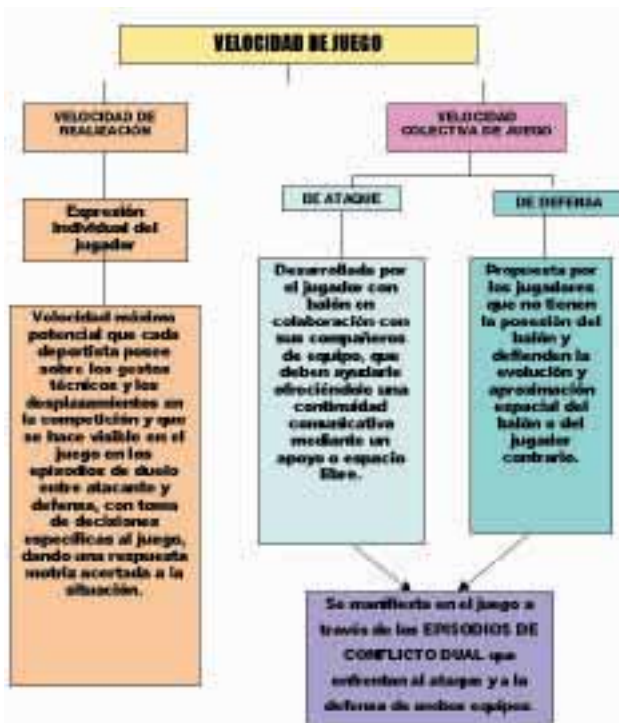 VELOCIDAD DE JUEGO
VELOCIDAD DE
REALIZACIÓN
Expresión
individual del
jugador
Velocidad máxima
potencial que cada
deportista posee
sobre los gestos
técnicos y los
desplazamientos en
la competición y que
se hace visible en el
juego en los
episodios de duelo
entre atacante y
defensa, con toma
de decisiones
específicas al juego,
dando una respuesta
motriz acertada a la
situación.
VELOCIDAD
COLECTIVA DE JUEGO
DE ATAQUE
Desarrollada por
el jugador con
balón en
colaboración con
sus compañeros
de equipo, que
deben ayudarle
ofreciéndole una
continuidad
comunicativa
mediante un
apoyo o espacio
libre.
DE DEFENSA
Propuesta por
los jugadores
que no tienen
la posesión del
balón y
defienden la
evolución y
aproximación
espacial del
balón o del
jugador
contrario.
Se manifiesta en el juego a
través de los EPISODIOS DE
CONFLICTO DUAL que
enfrentan al ataque y a la
defensa de ambos equipos.